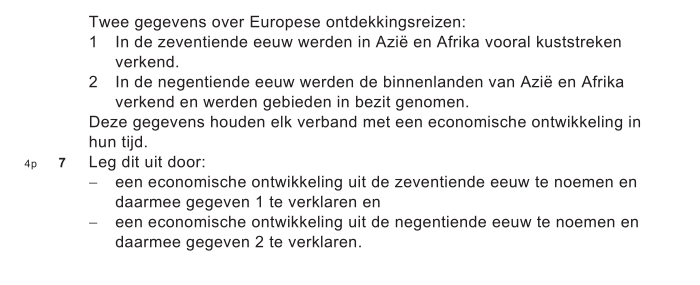 Twee gegevens over Europese ontdekkingsreizen:
1 In de zeventiende eeuw werden in Azië en Afrika vooral kuststreken
verkend.
2 In de negentiende eeuw werden de binnenlanden van Azië en Afrika
verkend en werden gebieden in bezit genomen.
Deze gegevens houden elk verband met een economische ontwikkeling in
hun tijd.
4p 7 Leg dit uit door:
− een economische ontwikkeling uit de zeventiende eeuw te noemen en
daarmee gegeven 1 te verklaren en
− een economische ontwikkeling uit de negentiende eeuw te noemen en
daarmee gegeven 2 te verklaren.